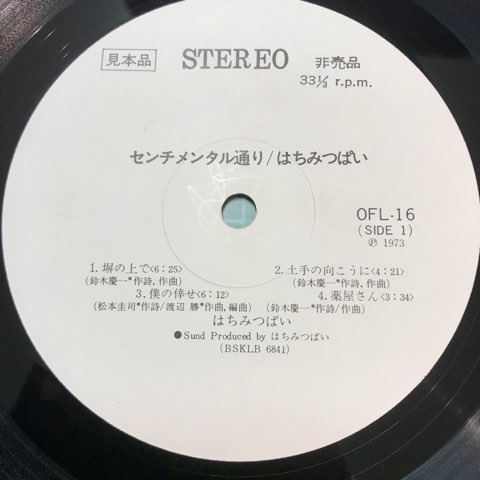 見本品 STEREO 非売品
33⅓ r.p.m.
センチメンタル通り/はちみつぱい
OFL-16
(SIDE 1)
℗ 1973
1. 塀の上で<6:25> 2. 土手の向こうに<4:21>
(鈴木慶一*作詩,作曲) (鈴木慶一*作詩,作曲)
3. 僕の倖せ<6:12> 4. 薬屋さん<3:34>
(松本圭司*作詩/渡辺 勝*作曲,編曲) (鈴木慶一*作詩/作曲)
はちみつぱい
●Sund Produced by はちみつぱい
(BSKLB 6841)